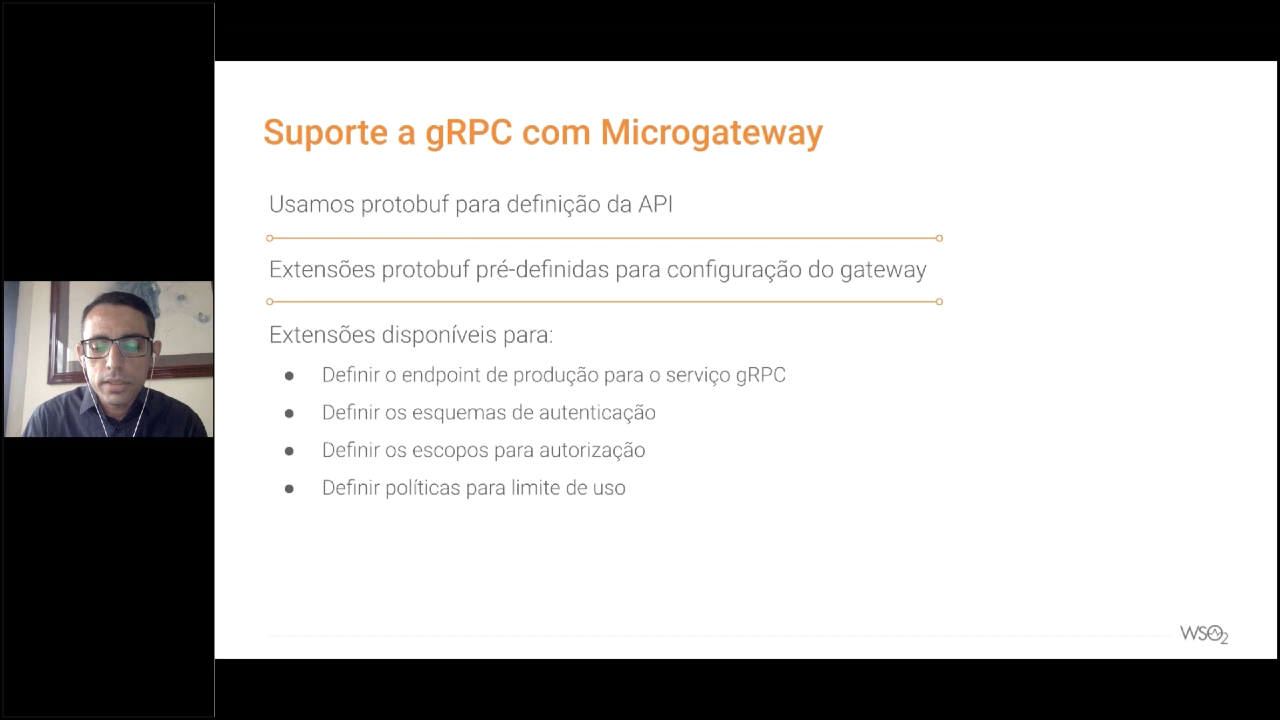 Suporte a gRPC com Microgateway
Usamos protobuf para definição da API
Extensões protobuf pré-definidas para configuração do gateway
Extensões disponíveis para:
● Definir o endpoint de produção para o serviço gRPC
● Definir os esquemas de autenticação
● Definir os escopos para autorização
● Definir políticas para limite de uso
WSO2